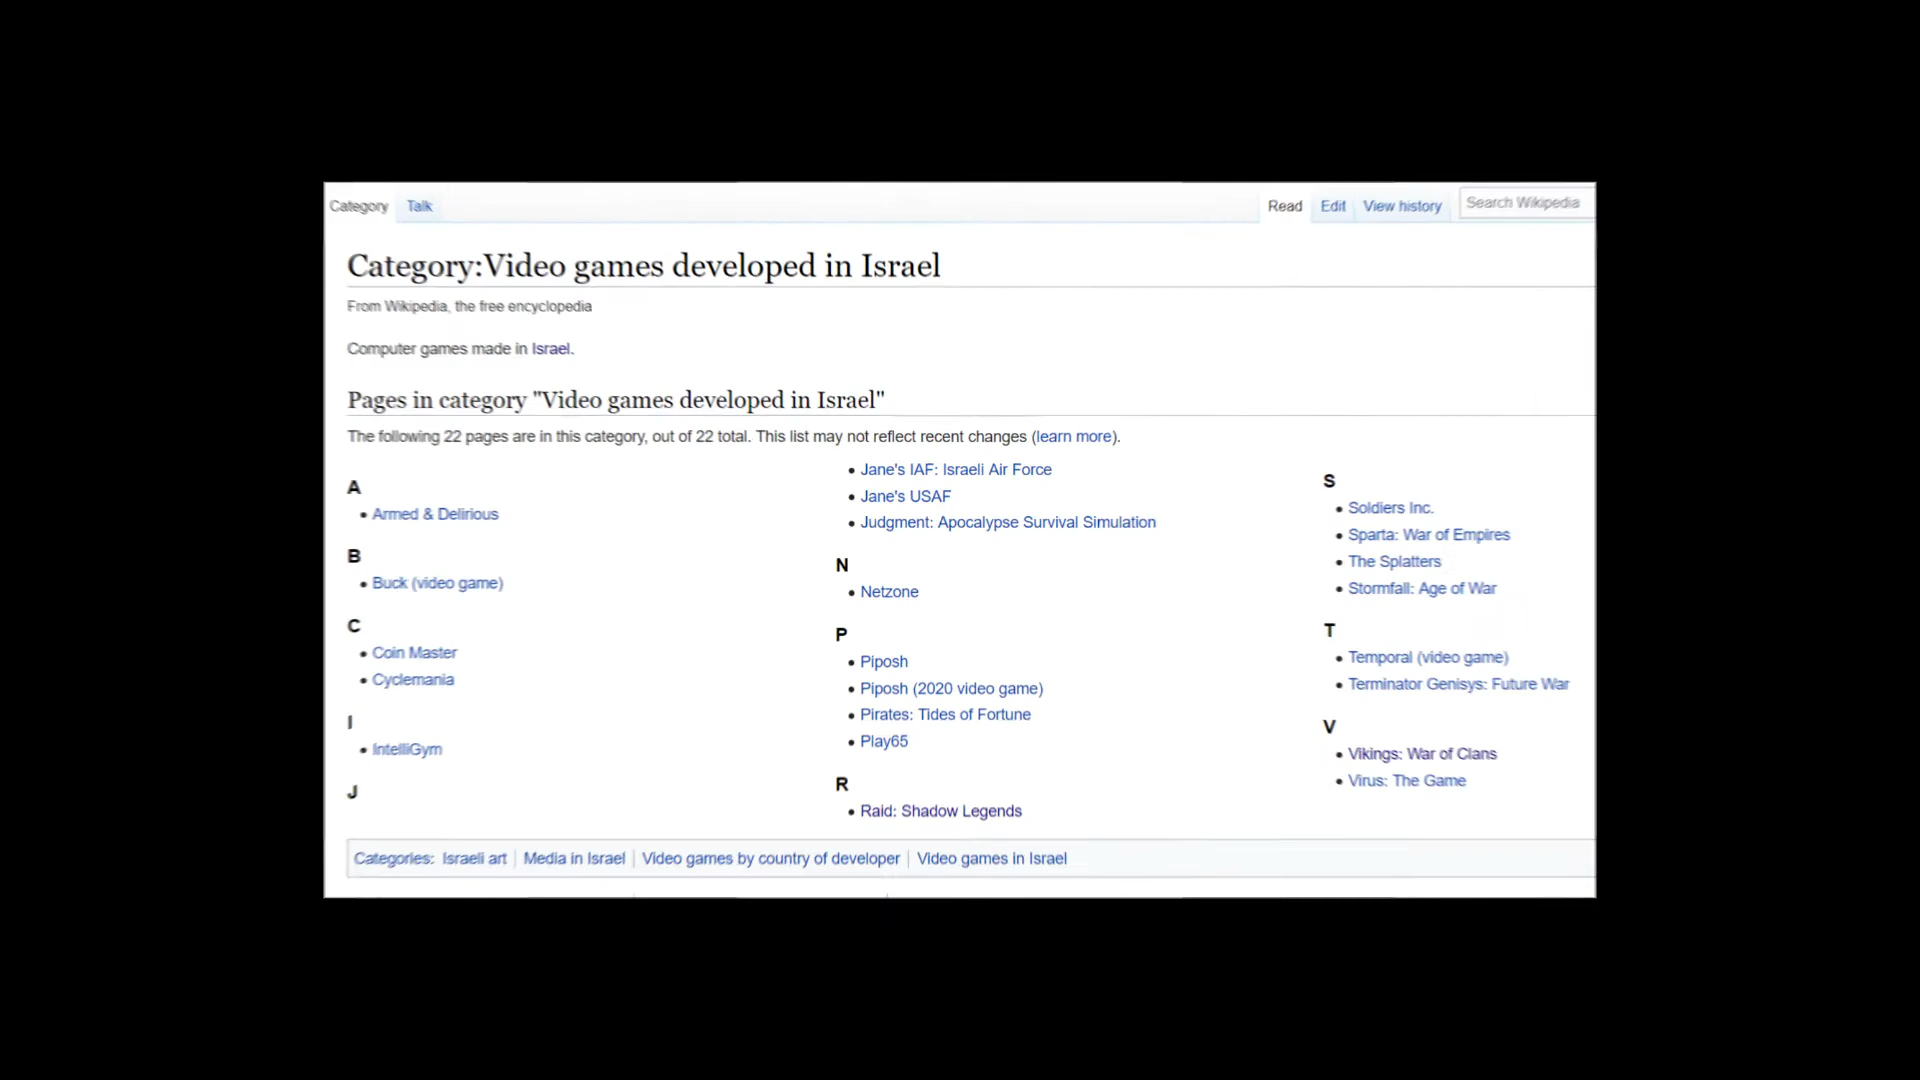 Category Talk Read Edit View history Search Wikipedia
Category:Video games developed in Israel
From Wikipedia, the free encyclopedia
Computer games made in Israel.
Pages in category "Video games developed in Israel"
The following 22 pages are in this category, out of 22 total. This list may not reflect recent changes (learn more).
A
• Armed & Delirious
B
• Buck (video game)
C
• Coin Master
• Cyclemania
I
• IntelliGym
J
• Jane's IAF: Israeli Air Force
• Jane's USAF
• Judgment: Apocalypse Survival Simulation
N
• Netzone
P
• Piposh
• Piposh (2020 video game)
• Pirates: Tides of Fortune
• Play65
R
• Raid: Shadow Legends
S
• Soldiers Inc.
• Sparta: War of Empires
• The Splatters
• Stormfall: Age of War
T
• Temporal (video game)
• Terminator Genisys: Future War
V
• Vikings: War of Clans
• Virus: The Game
Categories: Israeli art | Media in Israel | Video games by country of developer | Video games in Israel